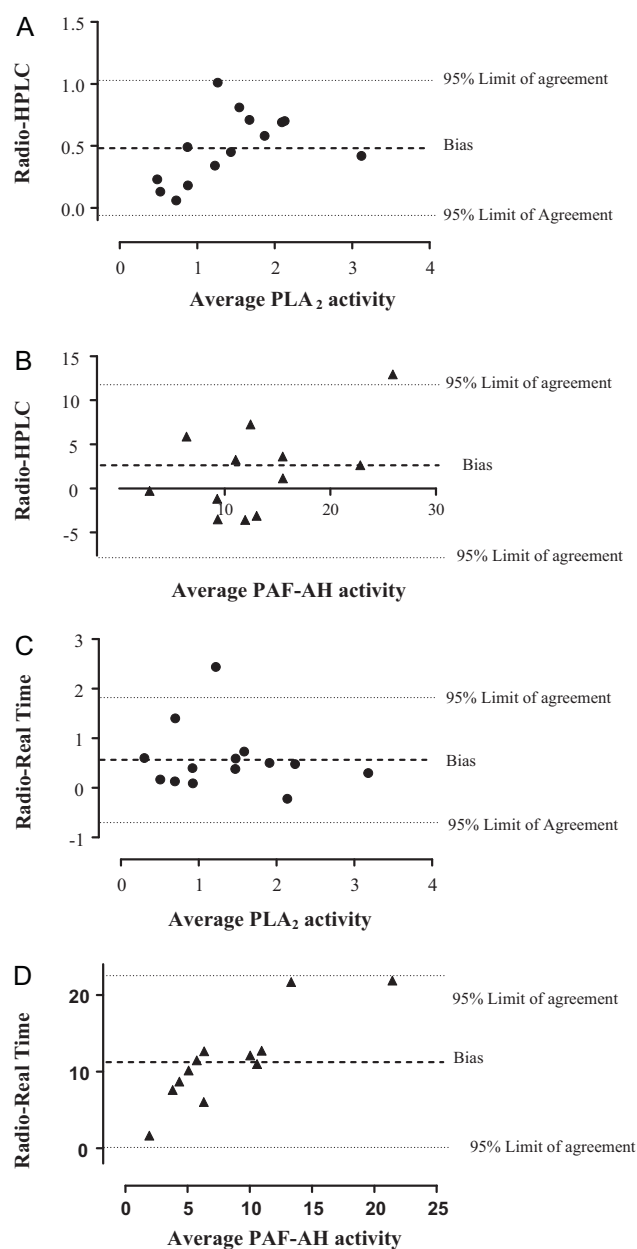 A
Radio-HPLC
1.5
1.0
0.5
0.0
95% Limit of agreement
Bias
95% Limit of Agreement
0 1 2 3 4
Average PLA₂ activity
B
Radio-HPLC
15
10
5
0
-5
95% Limit of agreement
Bias
10 20 30
95% Limit of agreement
Average PAF-AH activity
C
Radio-Real Time
3
2
1
0
-1
95% Limit of agreement
Bias
95% Limit of Agreement
0 1 2 3 4
Average PLA₂ activity
D
Radio-Real Time
20
10
0
95% Limit of agreement
Bias
95% Limit of agreement
0 5 10 15 20 25
Average PAF-AH activity